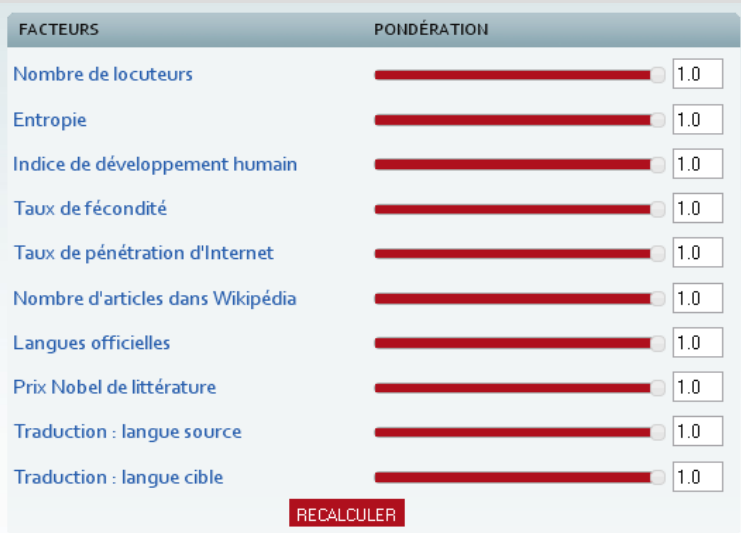 FACTEURS PONDÉRATION
Nombre de locuteurs 1.0
Entropie 1.0
Indice de développement humain 1.0
Taux de fécondité 1.0
Taux de pénétration d'Internet 1.0
Nombre d'articles dans Wikipédia 1.0
Langues officielles 1.0
Prix Nobel de littérature 1.0
Traduction : langue source 1.0
Traduction : langue cible 1.0
RECALCULER